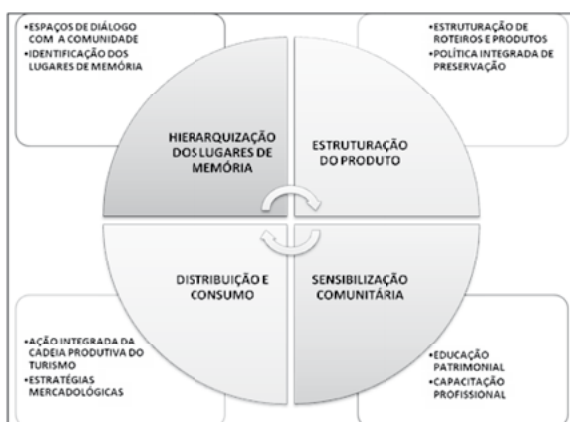 •ESPAÇOS DE DIÁLOGO
COM A COMUNIDADE
•IDENTIFICAÇÃO DOS
LUGARES DE MEMÓRIA
•ESTRUTURAÇÃO DE
ROTEIROS E PRODUTOS
•POLÍTICA INTEGRADA DE
PRESERVAÇÃO
HIERARQUIZAÇÃO
DOS LUGARES DE
MEMÓRIA
ESTRUTURAÇÃO
DO PRODUTO
DISTRIBUIÇÃO E
CONSUMO
SENSIBILIZAÇÃO
COMUNITÁRIA
•AÇÃO INTEGRADA DA
CADEIA PRODUTIVA DO
TURISMO
•ESTRATÉGIAS
MERCADOLÓGICAS
•EDUCAÇÃO
PATRIMONIAL
•CAPACITAÇÃO
PROFISSIONAL